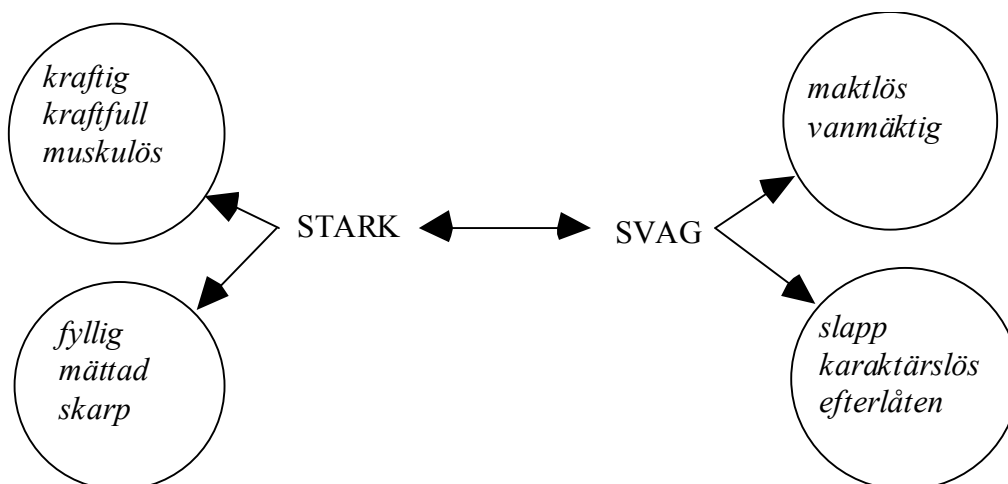 kraftig
kraftfull
muskulös
maktlös
vanmäktig
STARK
SVAG
fyllig
mättad
skarp
slapp
karaktärslös
efterlåten